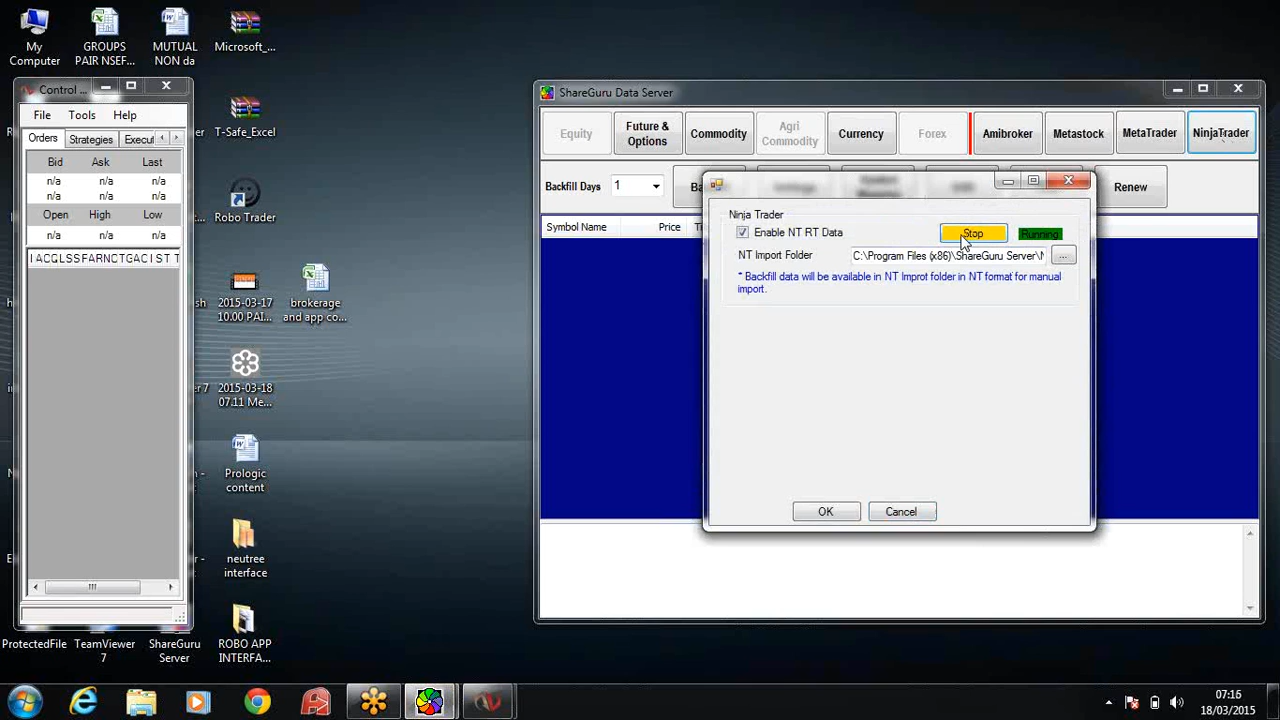 My
Computer
GROUPS
PAIR NSEF...
MUTUAL
NON da
Microsoft_...
T-Safe_Excel
Robo Trader
2015-03-17
10.00 PAI...
brokerage
and app co...
2015-03-18
07.11 Me...
Prologic
content
neutree
interface
ROBO APP
INTERFA...
ProtectedFile
TeamViewer
7
ShareGuru
Server
Control ...
File
Tools
Help
Orders
Strategies
Execut
Bid
Ask
Last
n/a
n/a
n/a
n/a
n/a
n/a
Open
High
Low
n/a
n/a
n/a
ShareGuru Data Server
Equity
Future &
Options
Commodity
Agri
Commodity
Currency
Forex
Amibroker
Metastock
MetaTrader
NinjaTrader
Backfill Days
1
Renew
Symbol Name
Price
Ninja Trader
Enable NT RT Data
Stop
Running
NT Import Folder
C:\Program Files (x86)\ShareGuru Server\
...
* Backfill data will be available in NT Improt folder in NT format for manual
import.
OK
Cancel
07:16
18/03/2015